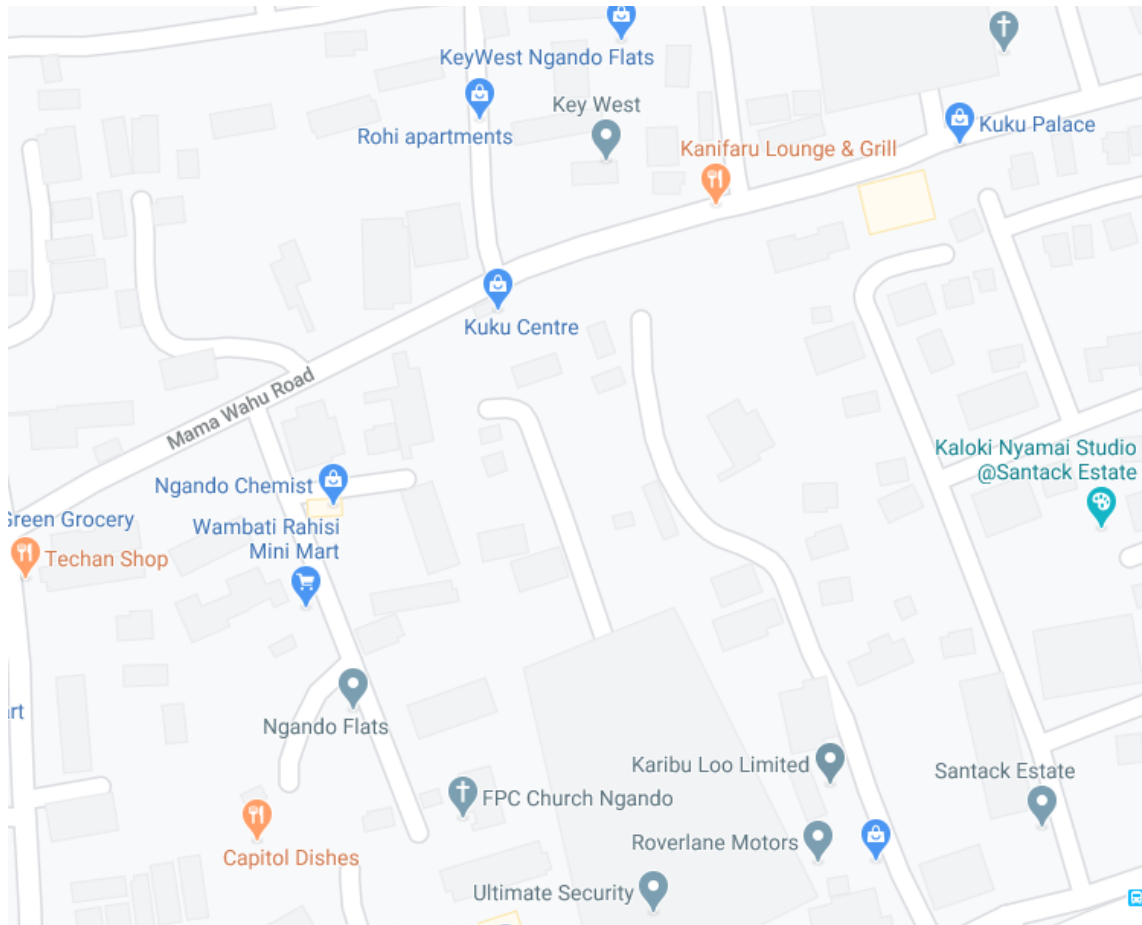 KeyWest Ngando Flats
Key West
Rohi apartments
Kuku Palace
Kanifaru Lounge & Grill
Kuku Centre
Mama Wahu Road
Kaloki Nyamai Studio
@Santack Estate
Ngando Chemist
Green Grocery
Wambati Rahisi
Mini Mart
Techan Shop
Ngando Flats
Karibu Loo Limited
Santack Estate
FPC Church Ngando
Roverlane Motors
Capitol Dishes
Ultimate Security